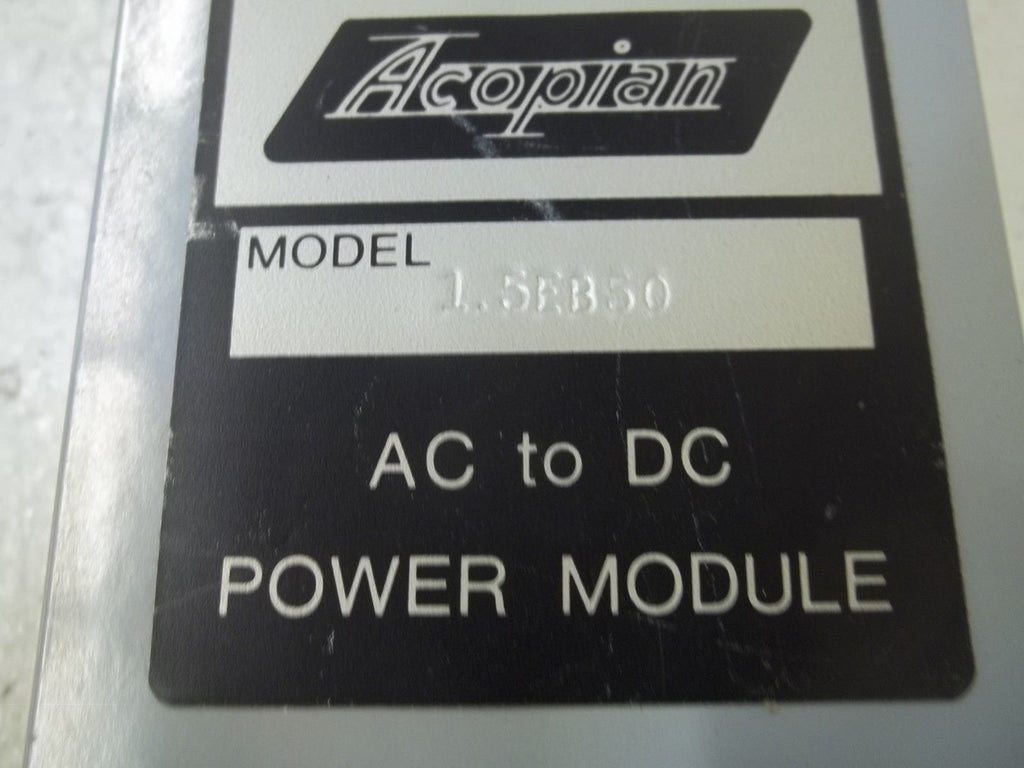 Acopian
MODEL
1.5EB50
AC to DC
POWER MODULE